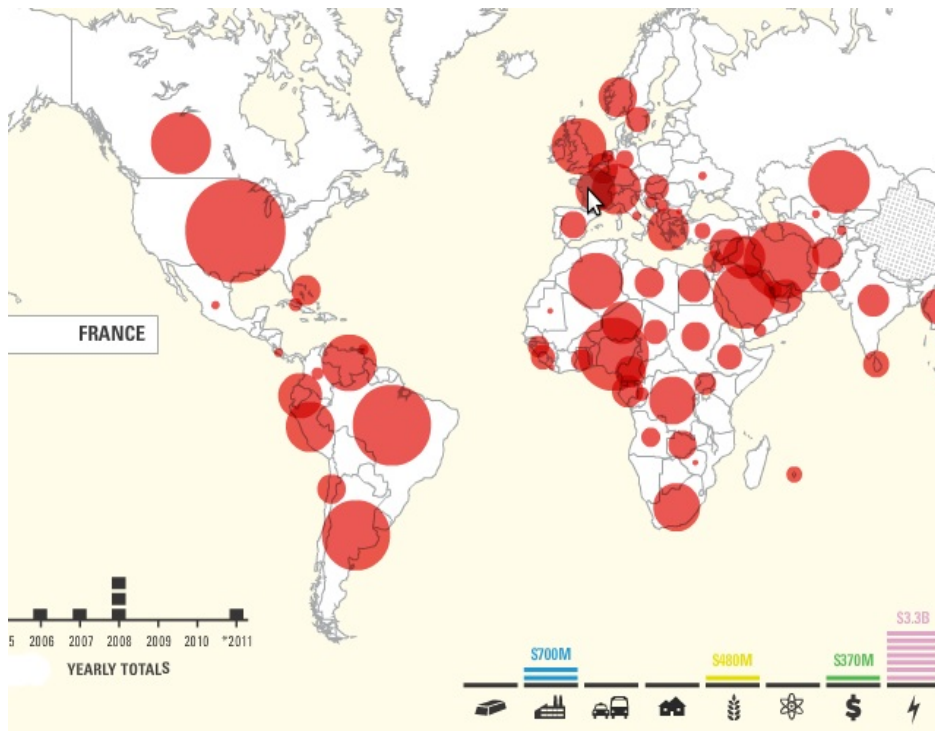 FRANCE
5 2006 2007 2008 2009 2010 *2011
YEARLY TOTALS
$700M
$480M
$370M
$3.3B
$